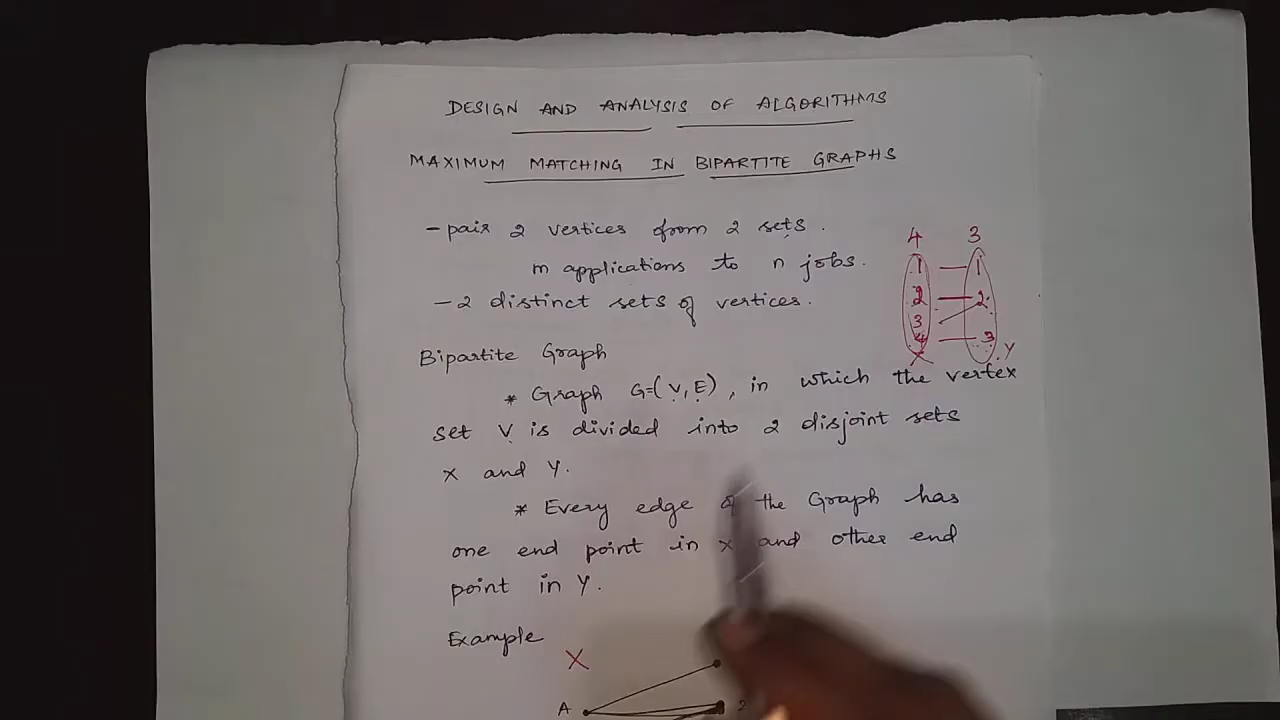 DESIGN AND ANALYSIS OF ALGORITHMS
MAXIMUM MATCHING IN BIPARTITE GRAPHS
- pair 2 vertices from 2 sets.
m applications to n jobs.
- 2 distinct sets of vertices.
4 3
1 1
2 2
3
4 3
X Y
Bipartite Graph
* Graph G=(V,E), in which the vertex
set V is divided into 2 disjoint sets
X and Y.
* Every edge of the Graph has
one end point in X and other end
point in Y.
Example
X
A 2